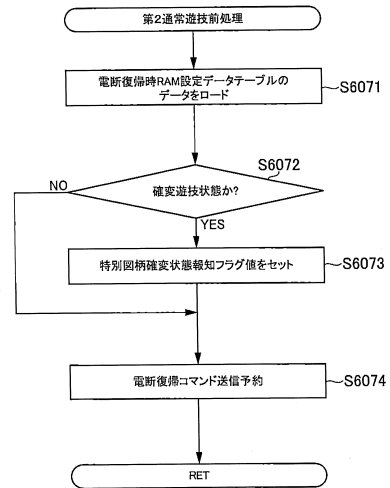 第2通常遊技前処理
電断復帰時RAM設定データテーブルの
データをロード
S6071
S6072
確変遊技状態か?
NO
YES
特別図柄確変状態報知フラグ値をセット
S6073
電断復帰コマンド送信予約
S6074
RET